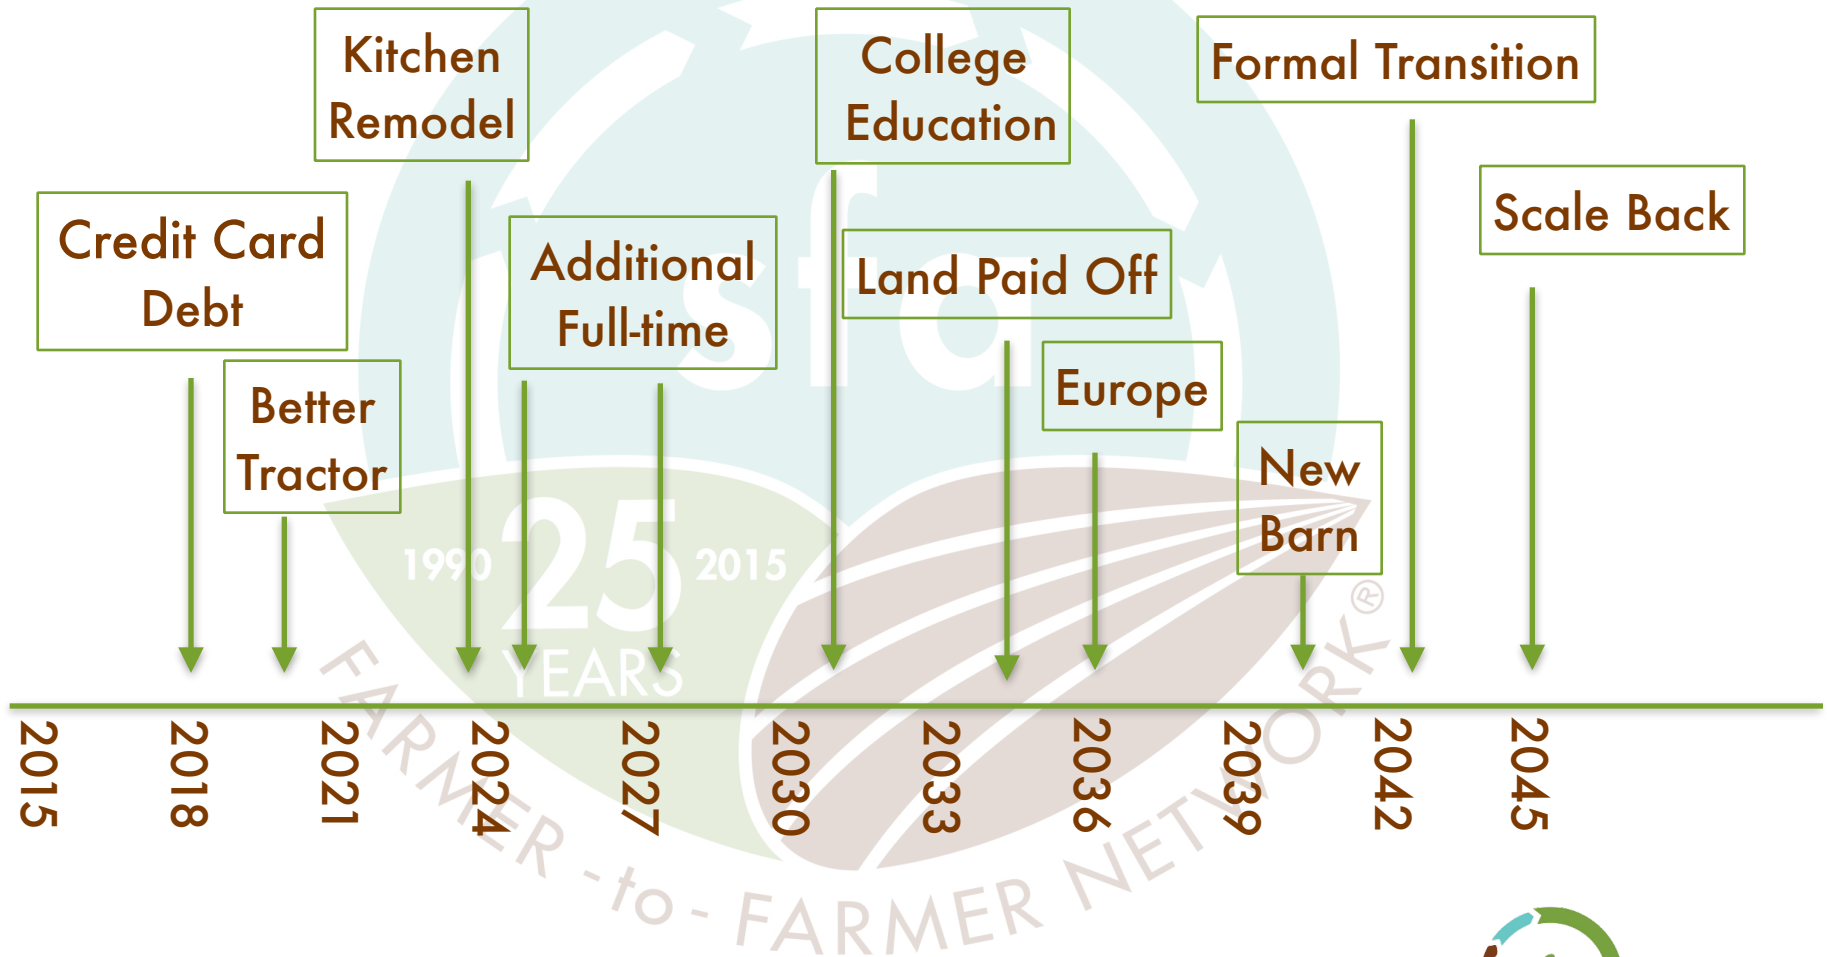 Kitchen
Remodel
College
Education
Formal Transition
Credit Card
Debt
Additional
Full-time
Land Paid Off
Scale Back
Better
Tractor
Europe
New
Barn
sfa
1990 25 2015
YEARS
2015
2018
2021
2024
2027
2030
2033
2036
2039
2042
2045
FARMER -to- FARMER NETWORK®